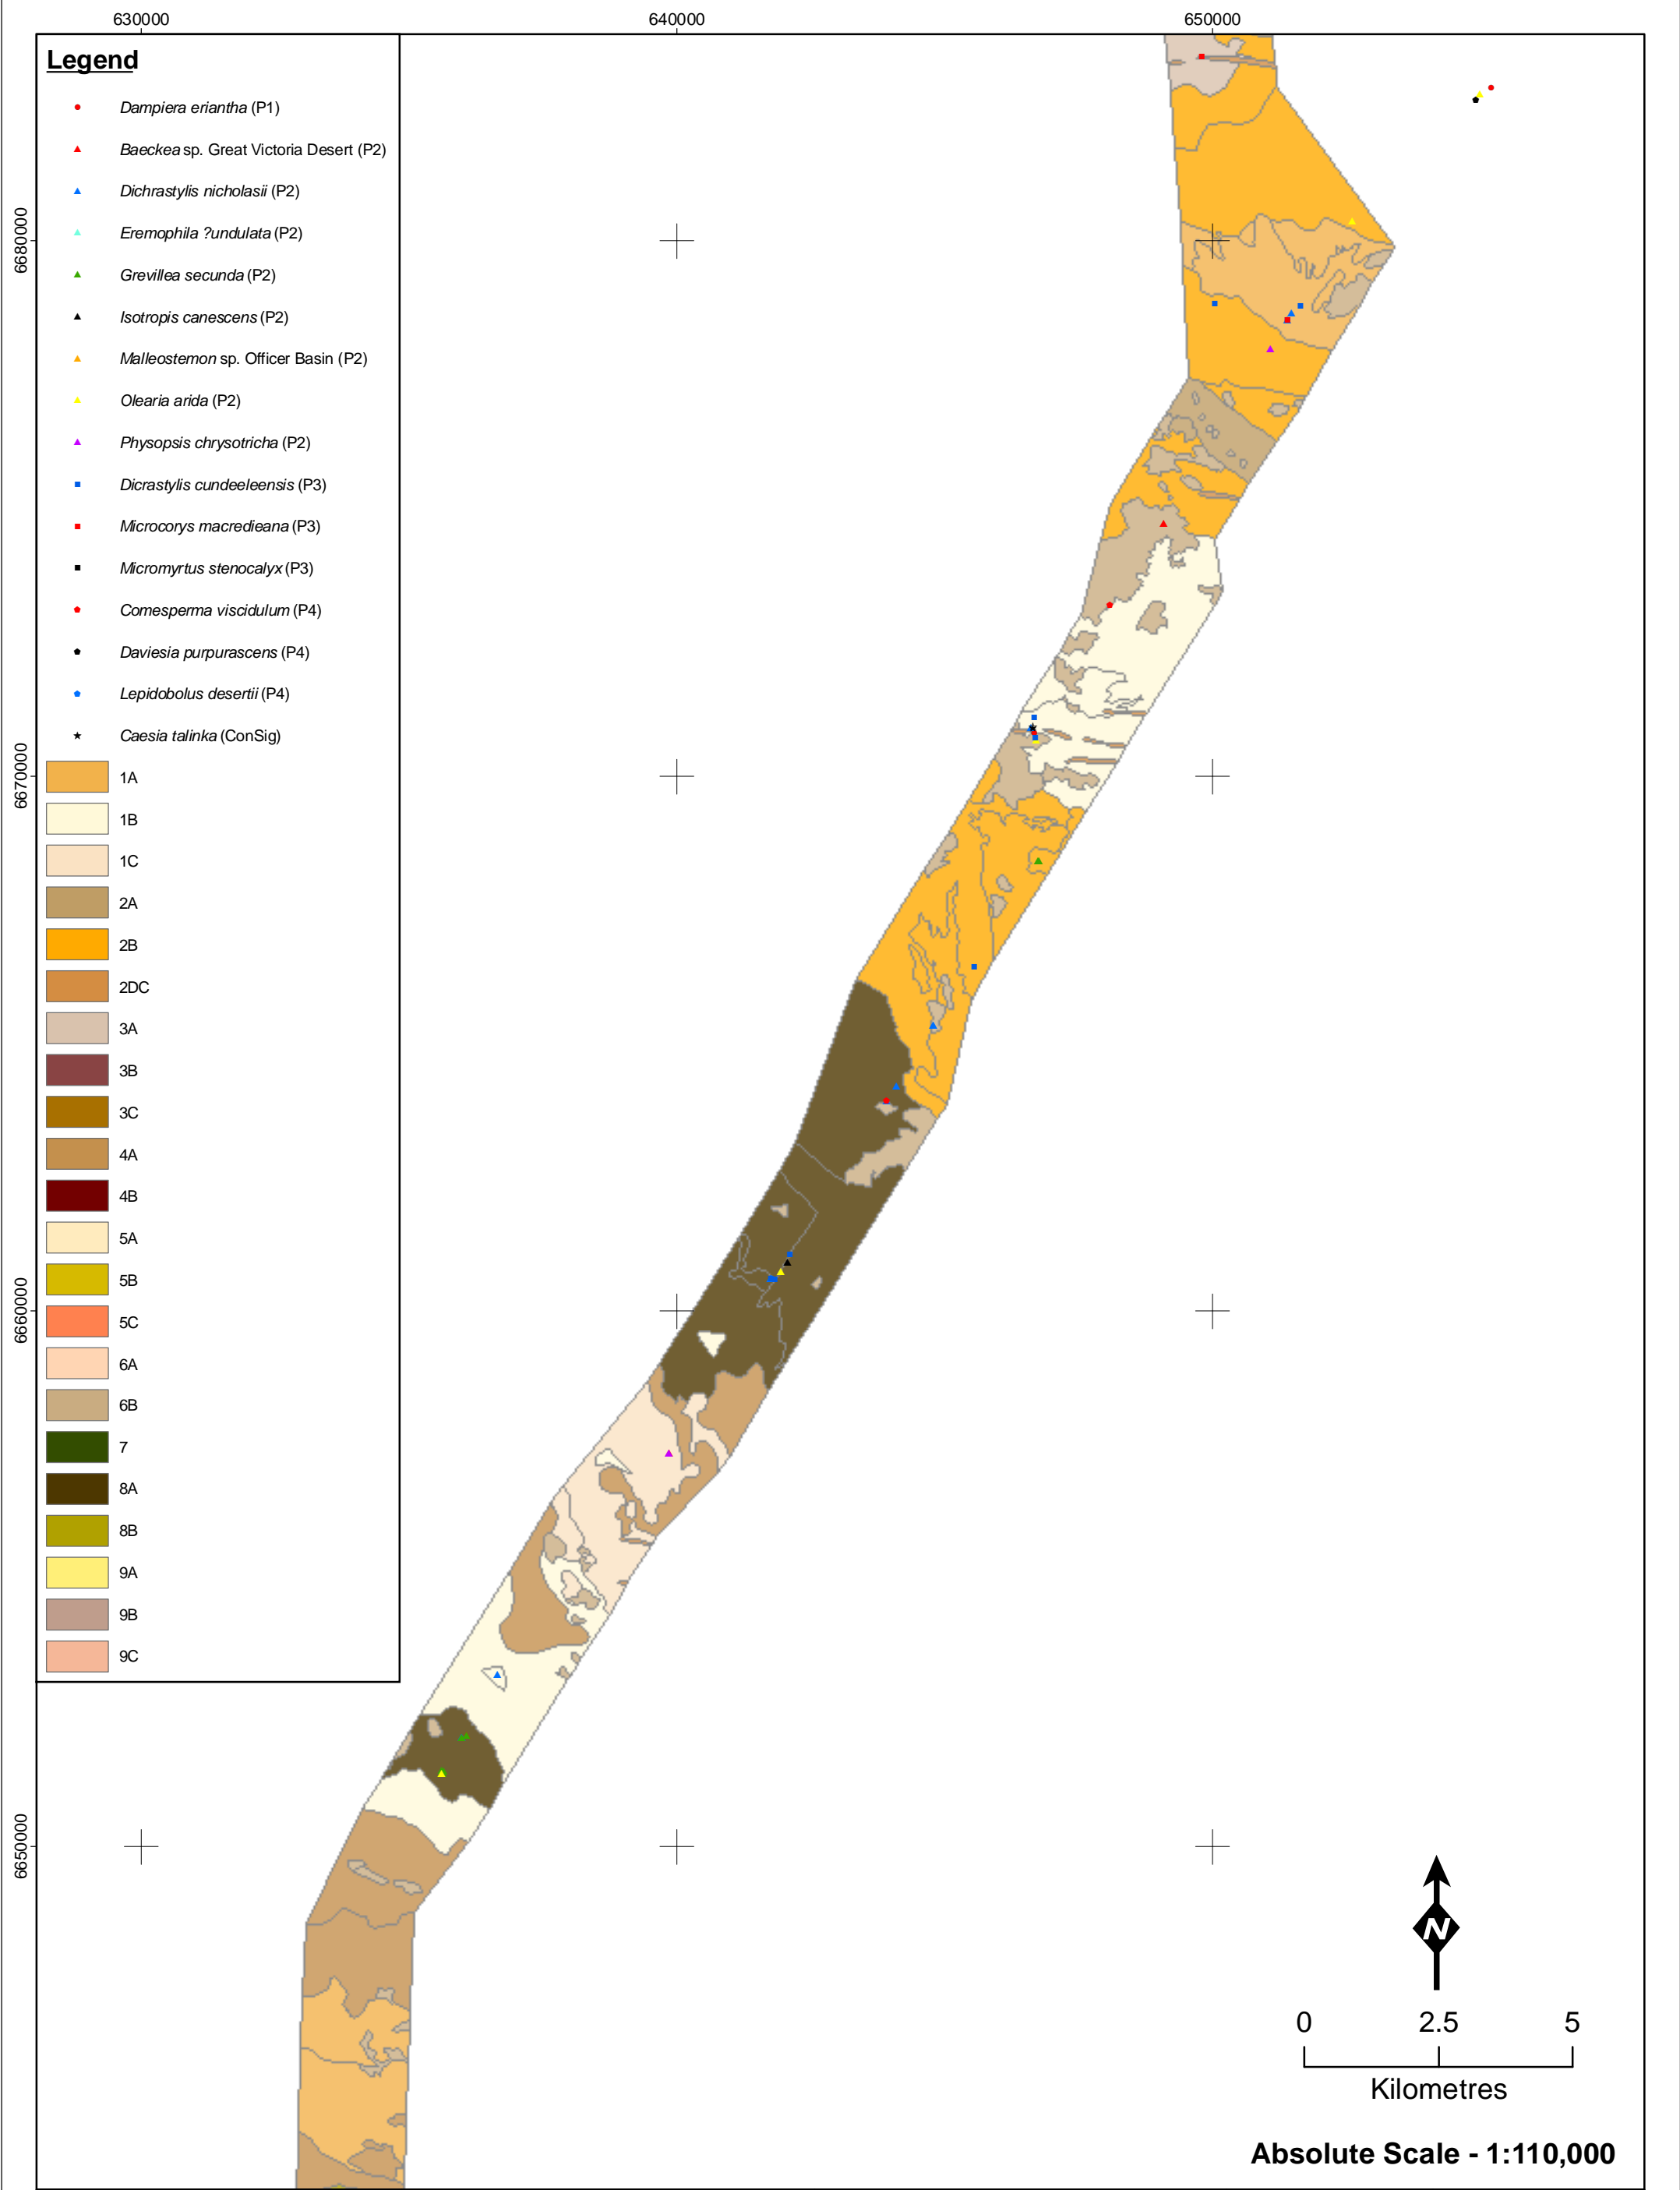 630000 640000 650000
Legend
Dampiera eriantha (P1)
Baeckea sp. Great Victoria Desert (P2)
Dichrastylis nicholasii (P2)
Eremophila ?undulata (P2)
Grevillea secunda (P2)
Isotropis canescens (P2)
Malleostemon sp. Officer Basin (P2)
Olearia arida (P2)
Physopsis chrysotricha (P2)
Dicrastylis cundeeleensis (P3)
Microcorys macredieana (P3)
Micromyrtus stenocalyx (P3)
Comesperma viscidulum (P4)
Daviesia purpurascens (P4)
Lepidobolus desertii (P4)
Caesia talinka (ConSig)
1A
1B
1C
2A
2B
2DC
3A
3B
3C
4A
4B
5A
5B
5C
6A
6B
7
8A
8B
9A
9B
9C
6680000
6670000
6660000
6650000
N
0 2.5 5
Kilometres
Absolute Scale - 1:110,000